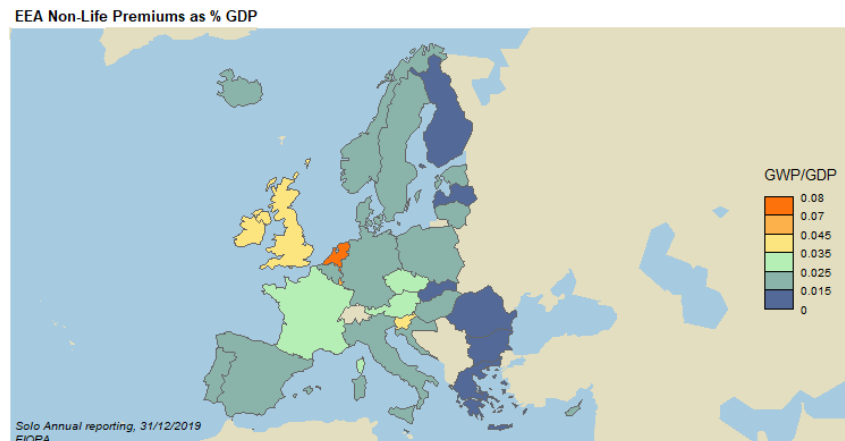 EEA Non-Life Premiums as % GDP
GWP/GDP
0.08
0.07
0.045
0.035
0.025
0.015
0
Solo Annual reporting, 31/12/2019
EIOPA